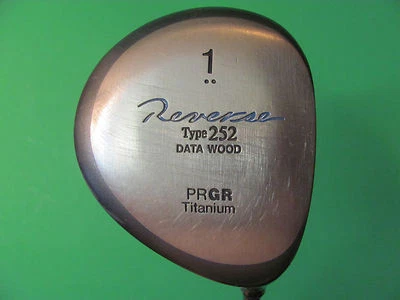 1
Reverse
Type 252
DATA WOOD
PRGR
Titanium